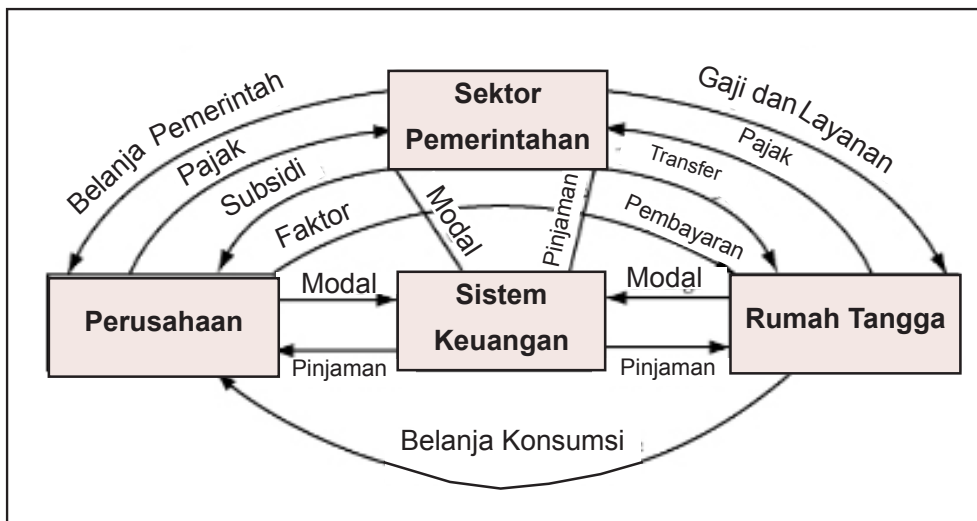 Sektor
Pemerintahan
Belanja Pemerintah
Pajak
Subsidi
Faktor
Gaji dan Layanan
Pajak
Transfer
Pembayaran
Modal
Pinjaman
Perusahaan
Modal
Pinjaman
Sistem
Keuangan
Modal
Pinjaman
Rumah Tangga
Belanja Konsumsi